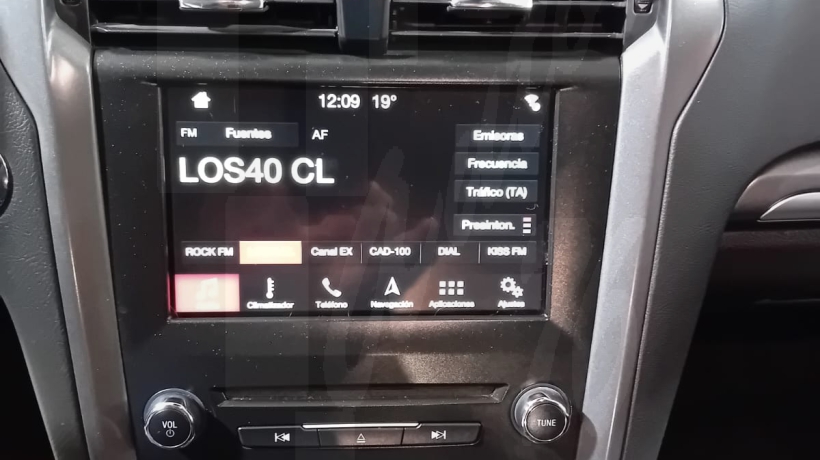 12:09 19°
FM Fuentes AF Emisoras
LOS40 CL
Frecuencia
Tráfico (TA)
Presinton.
ROCK FM Canal EX CAD-100 DIAL KISS FM
Climatizador Teléfono Navegación Aplicaciones Ajustes
VOL TUNE